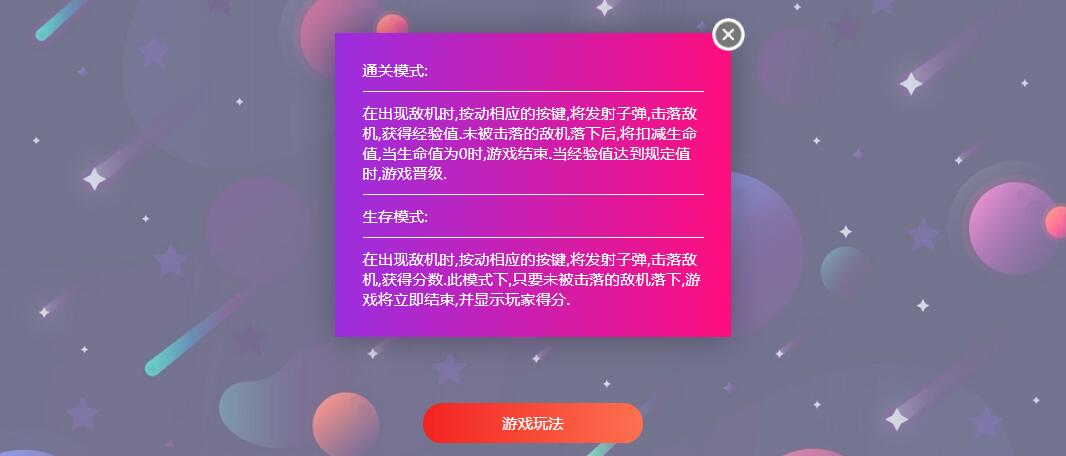 通关模式:
在出现敌机时,按动相应的按键,将发射子弹,击落敌
机,获得经验值.未被击落的敌机落下后,将扣减生命
值,当生命值为0时,游戏结束.当经验值达到规定值
时,游戏晋级.
生存模式:
在出现敌机时,按动相应的按键,将发射子弹,击落敌
机,获得分数.此模式下,只要未被击落的敌机落下,游
戏将立即结束,并显示玩家得分.
游戏玩法